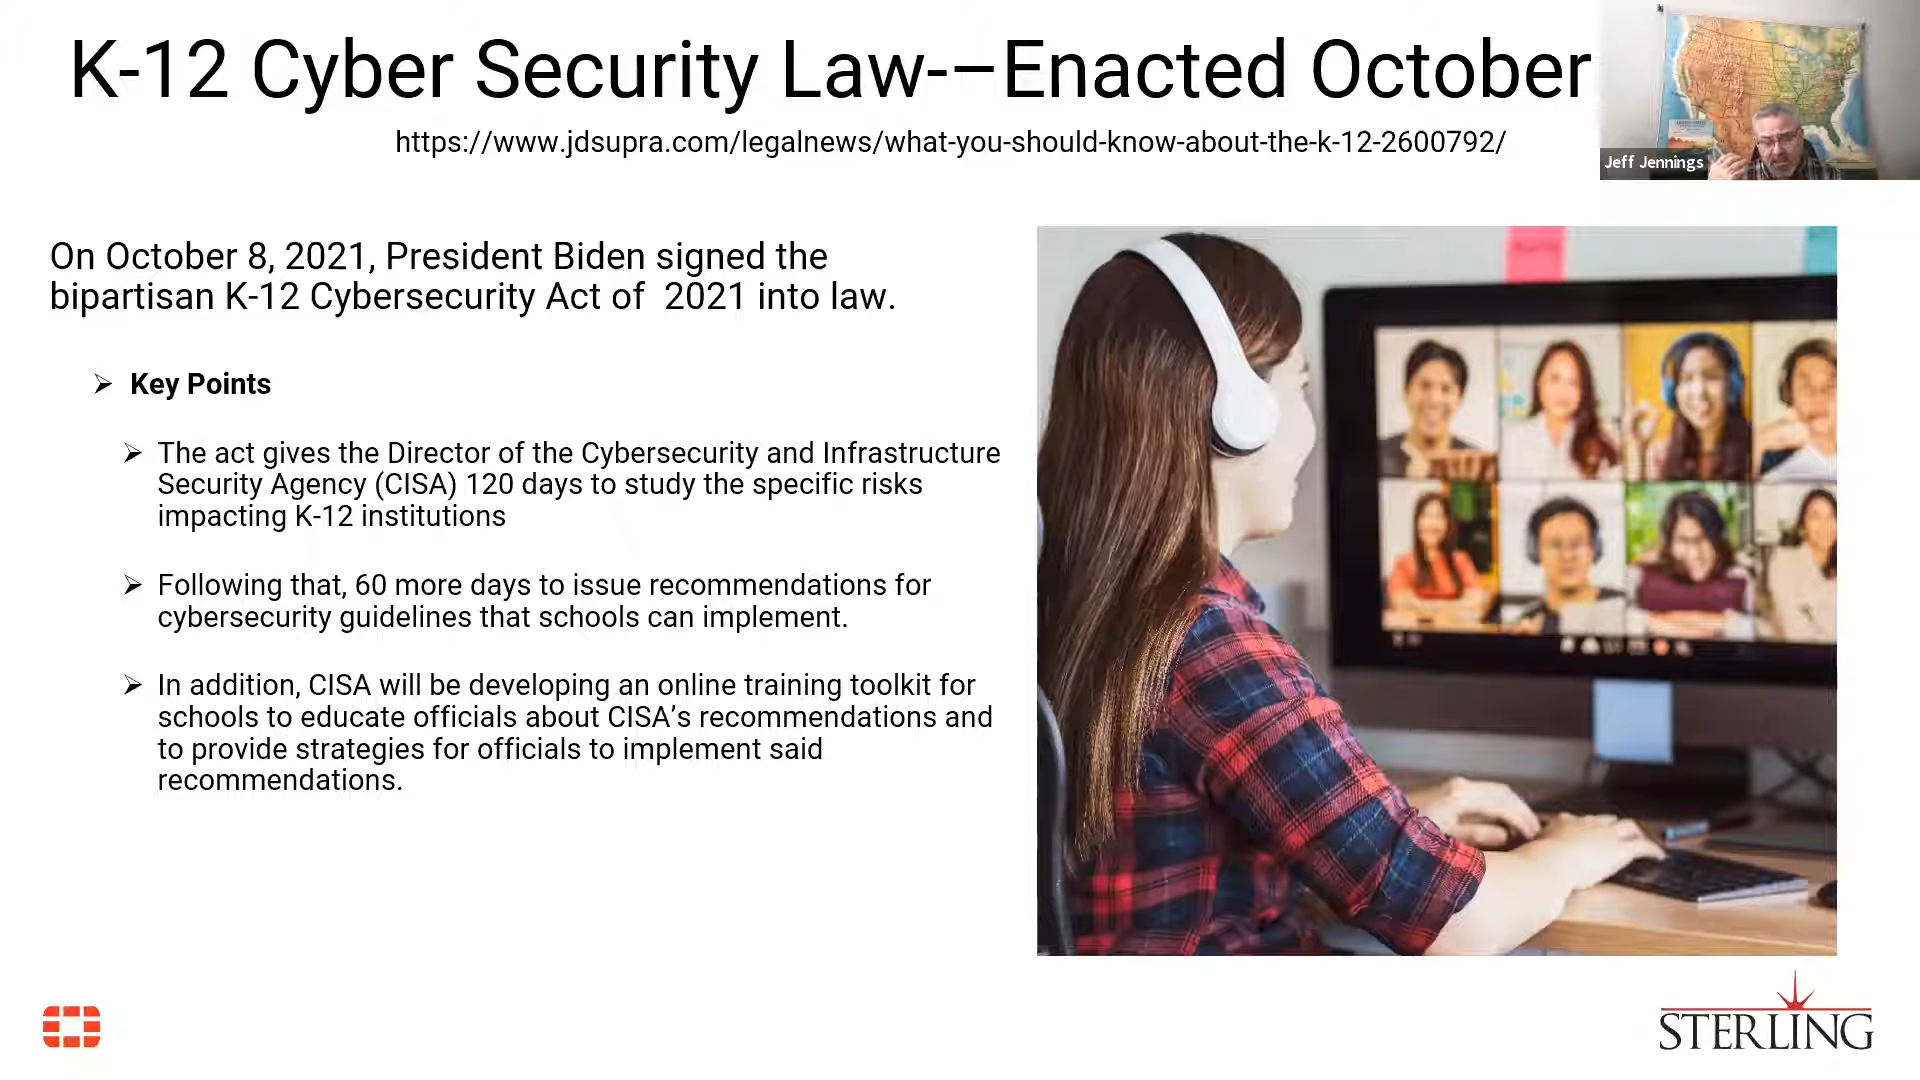 K-12 Cyber Security Law-–Enacted October
https://www.jdsupra.com/legalnews/what-you-should-know-about-the-k-12-2600792/
Jeff Jennings
On October 8, 2021, President Biden signed the
bipartisan K-12 Cybersecurity Act of  2021 into law.
➢ Key Points
➢ The act gives the Director of the Cybersecurity and Infrastructure
Security Agency (CISA) 120 days to study the specific risks
impacting K-12 institutions
➢ Following that, 60 more days to issue recommendations for
cybersecurity guidelines that schools can implement.
➢ In addition, CISA will be developing an online training toolkit for
schools to educate officials about CISA’s recommendations and
to provide strategies for officials to implement said
recommendations.
STERLING